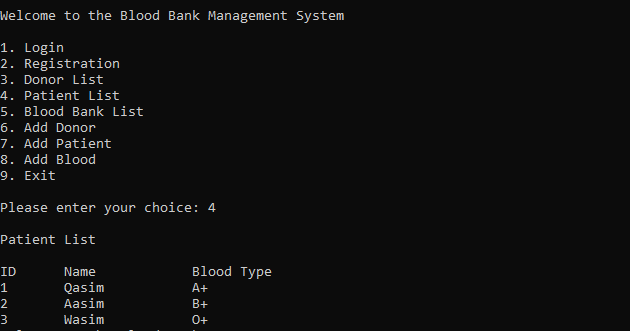 Welcome to the Blood Bank Management System
1. Login
2. Registration
3. Donor List
4. Patient List
5. Blood Bank List
6. Add Donor
7. Add Patient
8. Add Blood
9. Exit
Please enter your choice: 4
Patient List
ID Name Blood Type
1 Qasim A+
2 Aasim B+
3 Wasim O+